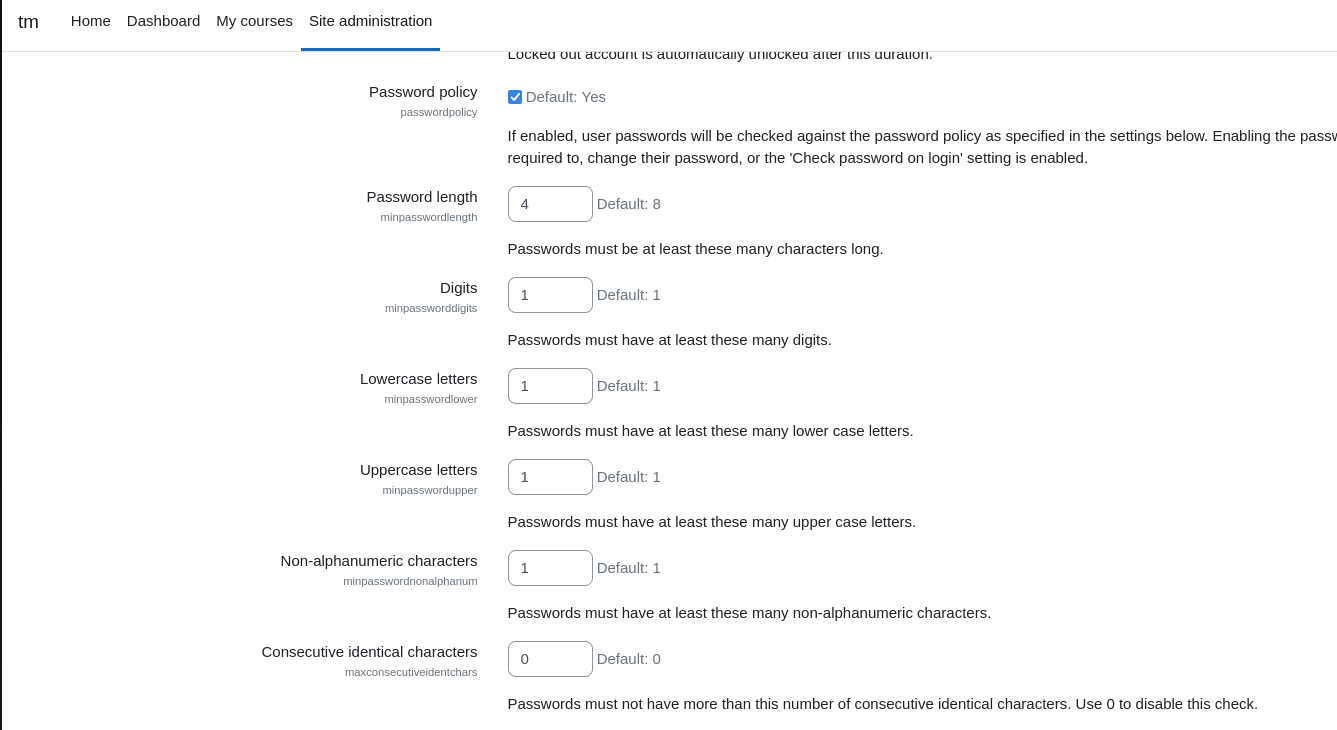 tm Home Dashboard My courses Site administration
Locked out account is automatically unlocked after this duration.
Password policy
passwordpolicy
Default: Yes
If enabled, user passwords will be checked against the password policy as specified in the settings below. Enabling the passw
required to, change their password, or the 'Check password on login' setting is enabled.
Password length
minpasswordlength
4 Default: 8
Passwords must be at least these many characters long.
Digits
minpassworddigits
1 Default: 1
Passwords must have at least these many digits.
Lowercase letters
minpasswordlower
1 Default: 1
Passwords must have at least these many lower case letters.
Uppercase letters
minpasswordupper
1 Default: 1
Passwords must have at least these many upper case letters.
Non-alphanumeric characters
minpasswordnonalphanum
1 Default: 1
Passwords must have at least these many non-alphanumeric characters.
Consecutive identical characters
maxconsecutiveidentchars
0 Default: 0
Passwords must not have more than this number of consecutive identical characters. Use 0 to disable this check.